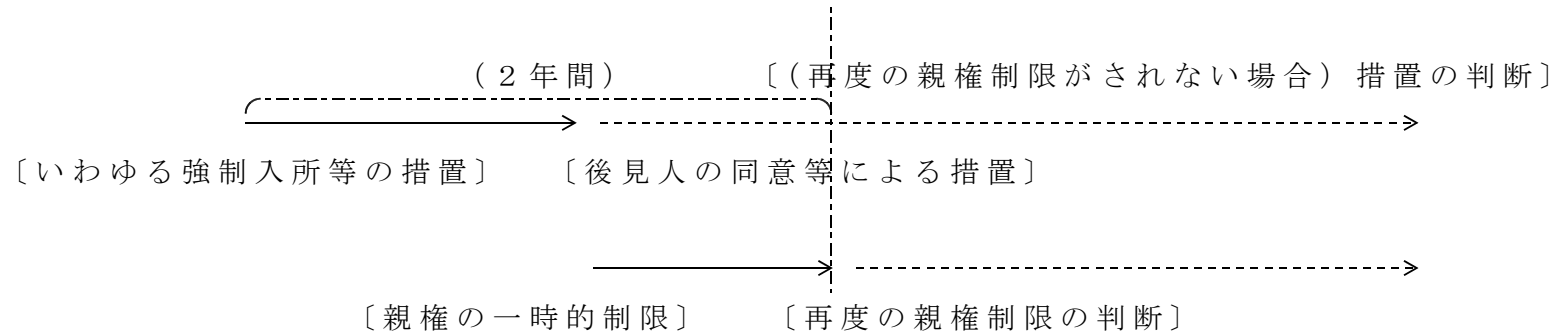 (2年間) 〔(再度の親権制限がされない場合)措置の判断〕
〔いわゆる強制入所等の措置〕 〔後見人の同意等による措置〕
〔親権の一時的制限〕 〔再度の親権制限の判断〕